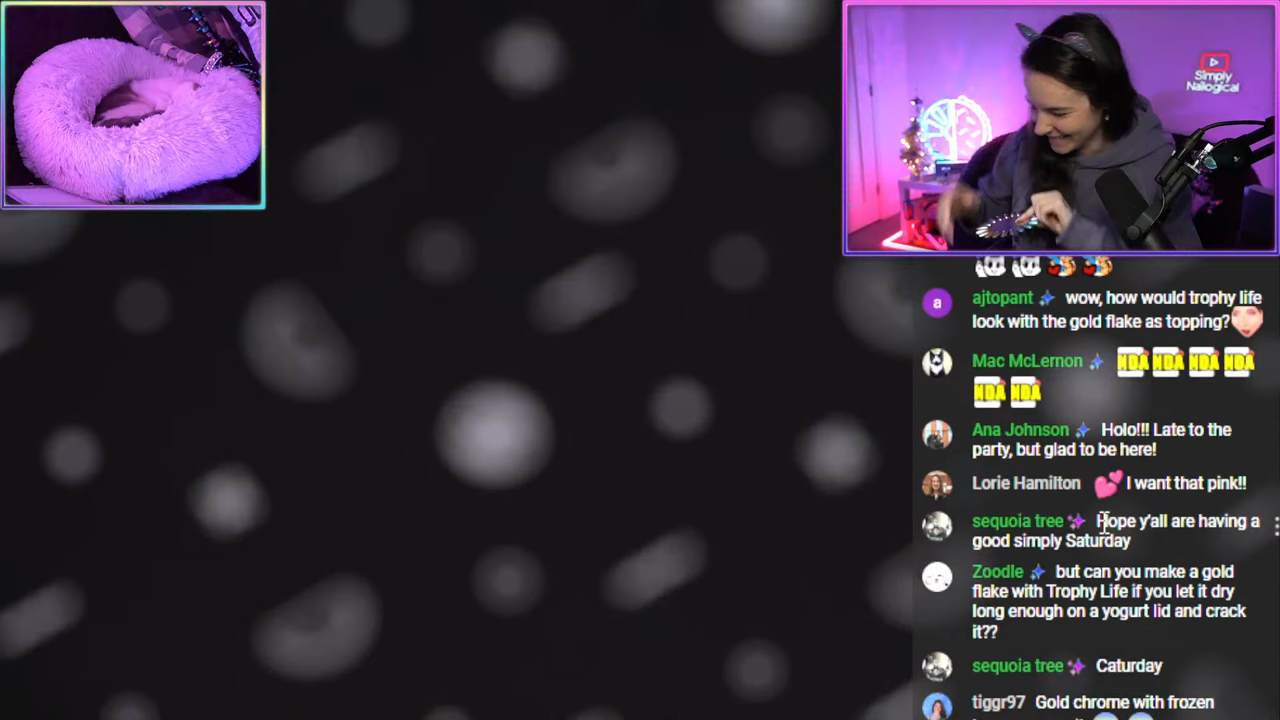 Simply
Nailogical
ajtopant wow, how would trophy life
look with the gold flake as topping?
Mac McLernon NDA NDA NDA NDA
NDA NDA
Ana Johnson Holo!!! Late to the
party, but glad to be here!
Lorie Hamilton I want that pink!!
sequoia tree Hope y'all are having a
good simply Saturday
Zoodle but can you make a gold
flake with Trophy Life if you let it dry
long enough on a yogurt lid and crack
it??
sequoia tree Caturday
tiggr97 Gold chrome with frozen